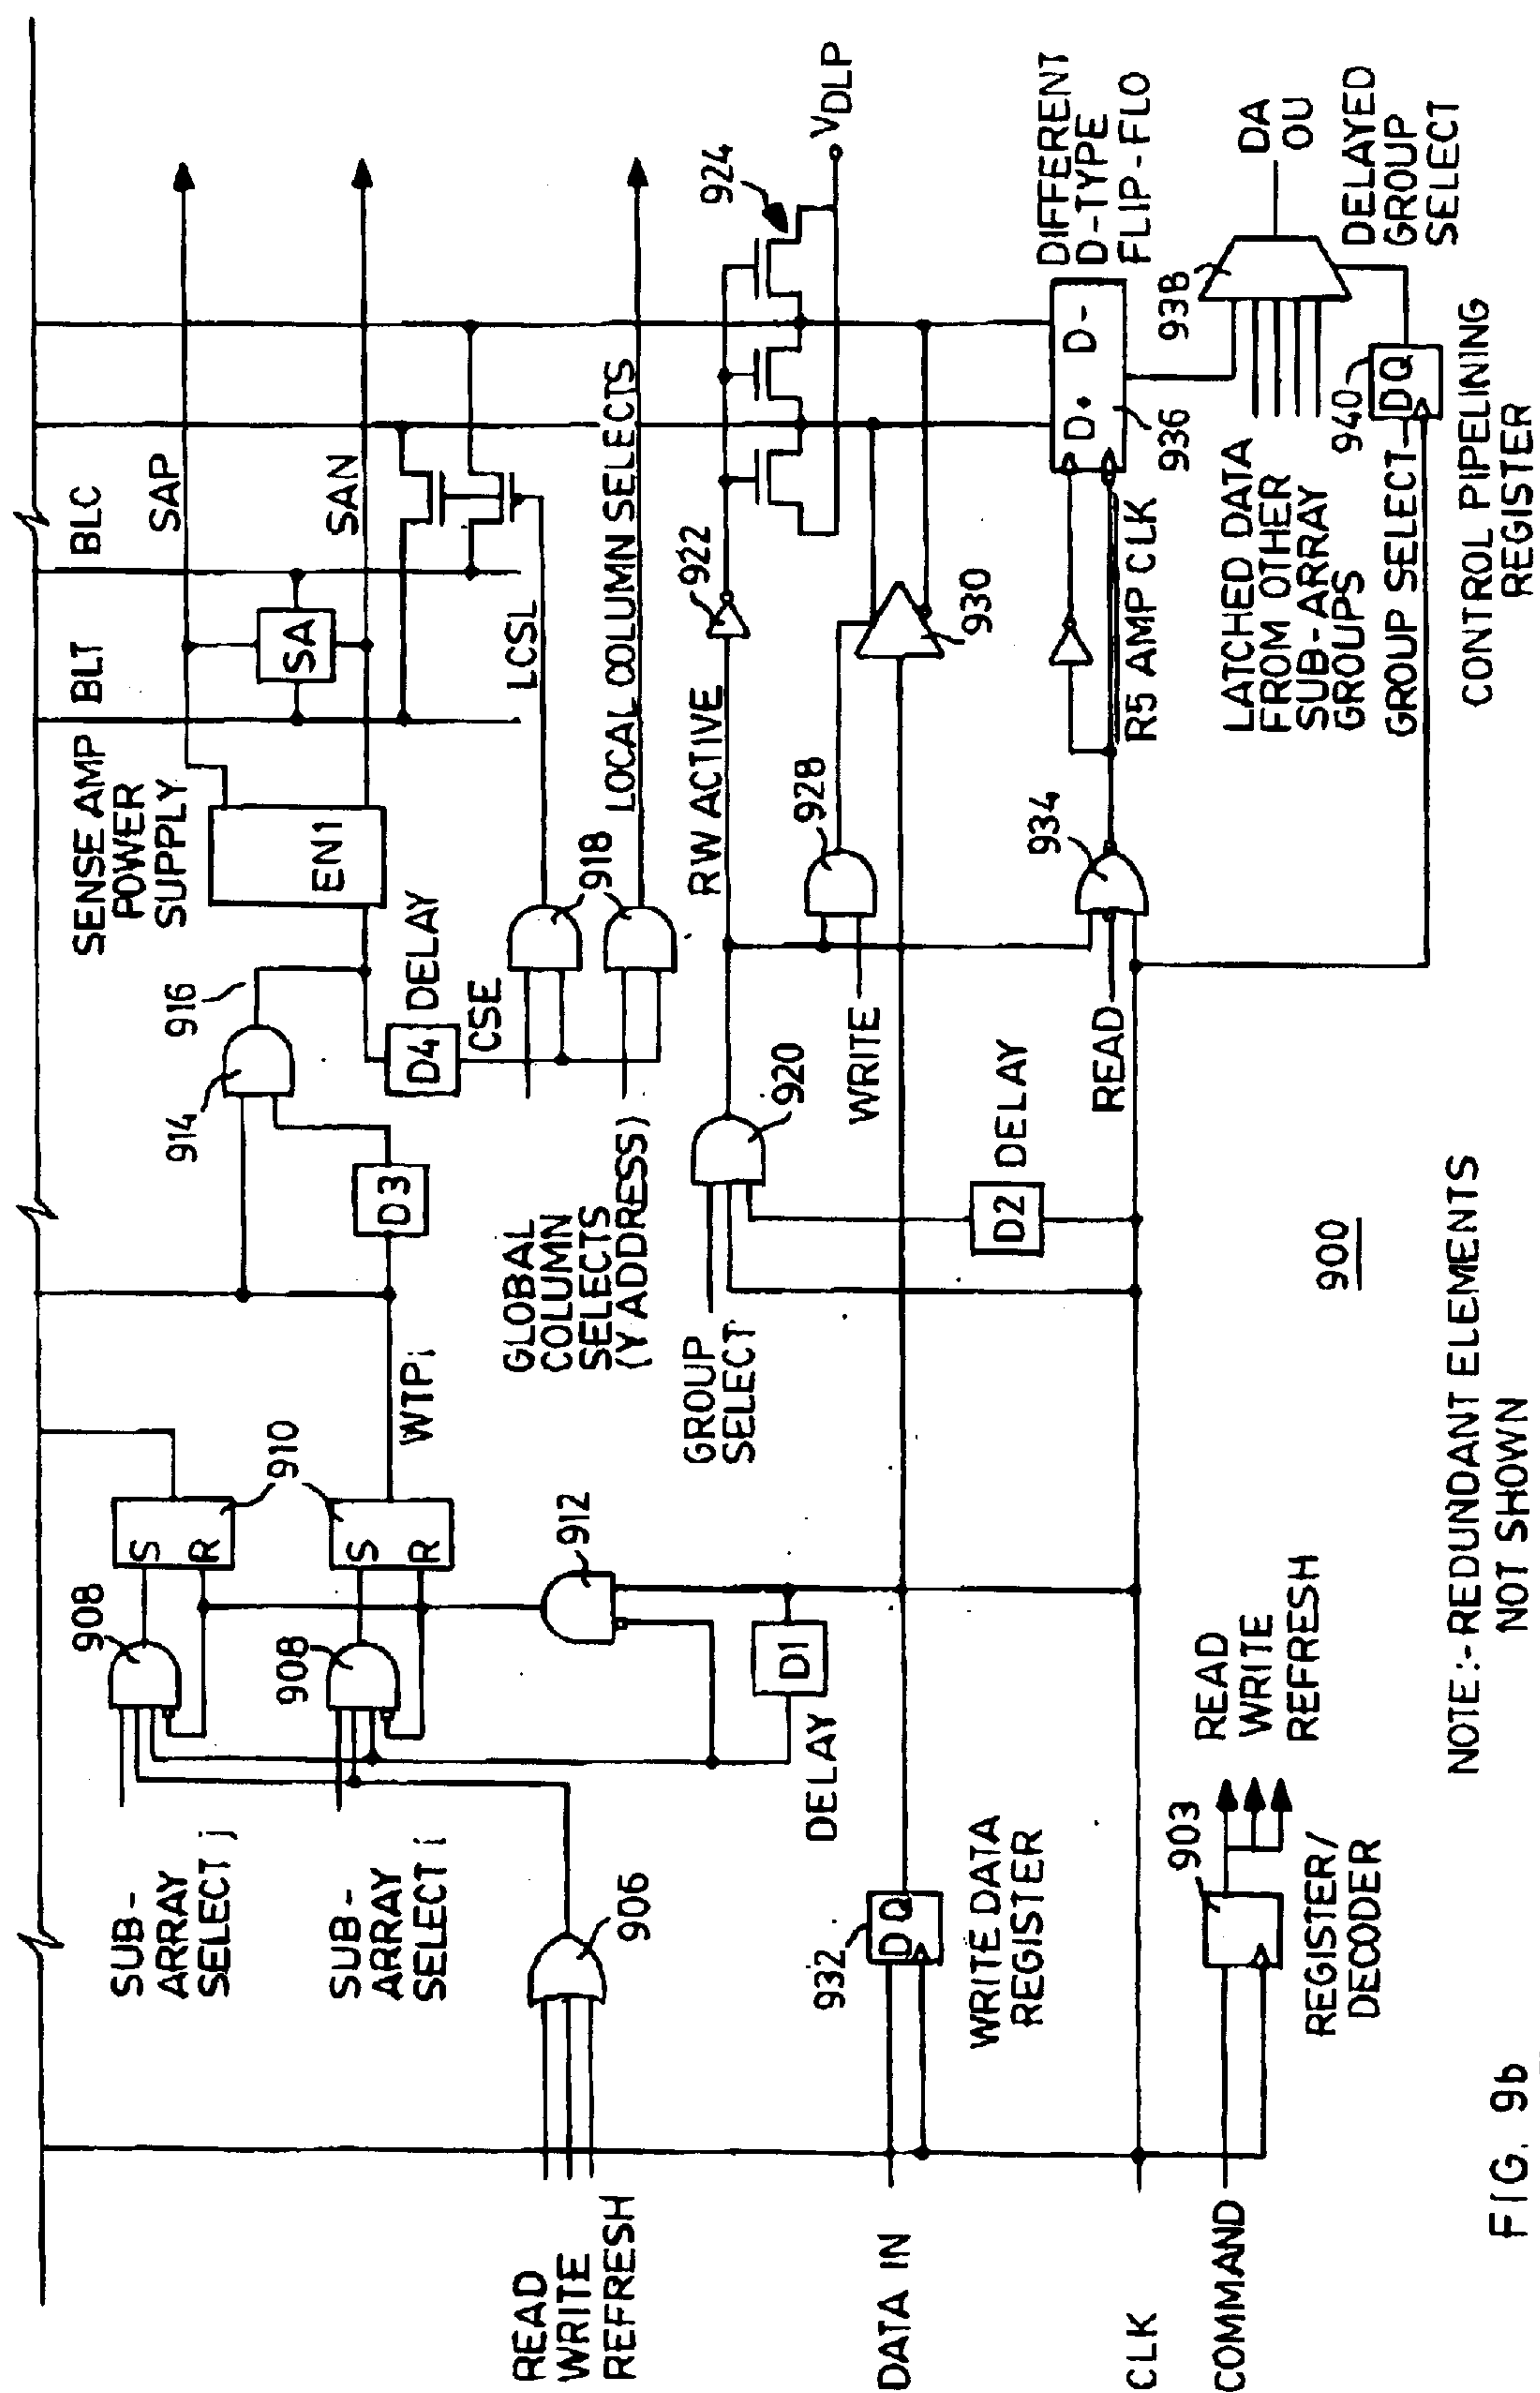 BLT
BLC
SENSE AMP
POWER
SUPPLY
SAP
SAN
SA
EN1
916
914
D4
DELAY
CSE
D3
WTPi
918
LCSL
LOCAL COLUMN SELECTS
GLOBAL
COLUMN
SELECTS
(Y ADDRESS)
908
S
R
910
908
S
R
912
D1
DELAY
SUB-
ARRAY
SELECT j
SUB-
ARRAY
SELECT i
906
READ
WRITE
REFRESH
RW ACTIVE
922
924
VDLP
920
GROUP
SELECT
WRITE
928
930
D2
DELAY
READ
934
R5 AMP CLK
D+ D-
936
DIFFERENT
D-TYPE
FLIP-FLO
938
DA
OU
DELAYED
GROUP
SELECT
LATCHED DATA
FROM OTHER
SUB-ARRAY
GROUPS
GROUP SELECT
940
DQ
CONTROL PIPELINING
REGISTER
DATA IN
932
DQ
WRITE DATA
REGISTER
CLK
COMMAND
903
REGISTER/
DECODER
READ
WRITE
REFRESH
900
NOTE:-REDUNDANT ELEMENTS
NOT SHOWN
FIG. 9b